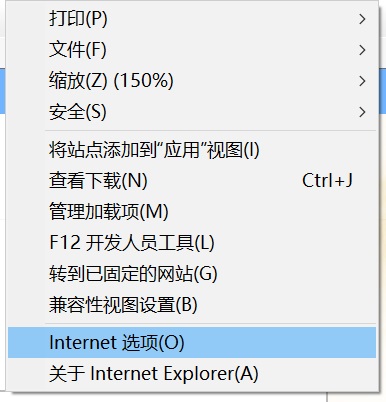 打印(P)
文件(F)
缩放(Z) (150%)
安全(S)
将站点添加到“应用”视图(I)
查看下载(N) Ctrl+J
管理加载项(M)
F12 开发人员工具(L)
转到已固定的网站(G)
兼容性视图设置(B)
Internet 选项(O)
关于 Internet Explorer(A)